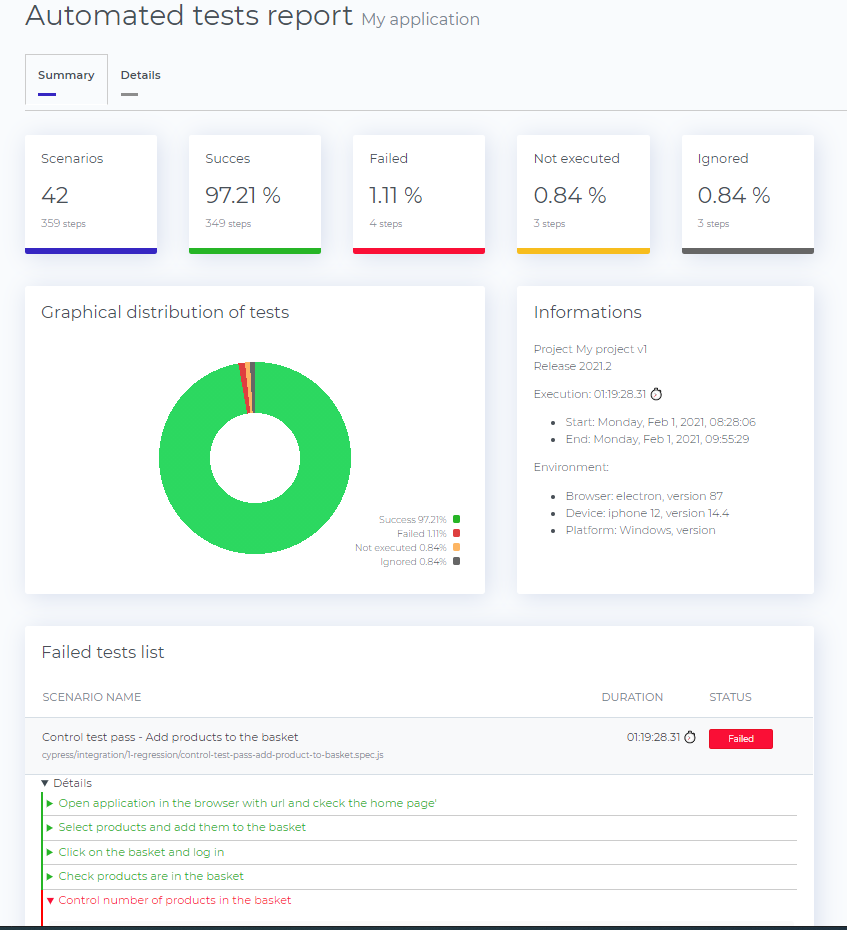 Automated tests report My application
Summary Details
Scenarios
42
359 steps
Succes
97.21 %
349 steps
Failed
1.11 %
4 steps
Not executed
0.84 %
3 steps
Ignored
0.84 %
3 steps
Graphical distribution of tests
Success 97.21%
Failed 1.11%
Not executed 0.84%
Ignored 0.84%
Informations
Project My project v1
Release 2021.2
Execution: 01:19:28.31
Start: Monday, Feb 1, 2021, 08:28:06
End: Monday, Feb 1, 2021, 09:55:29
Environment:
Browser: electron, version 87
Device: iphone 12, version 14.4
Platform: Windows, version
Failed tests list
SCENARIO NAME DURATION STATUS
Control test pass - Add products to the basket 01:19:28.31 Failed
cypress/integration/1-regression/control-test-pass-add-product-to-basket.spec.js
Détails
Open application in the browser with url and ckeck the home page'
Select products and add them to the basket
Click on the basket and log in
Check products are in the basket
Control number of products in the basket